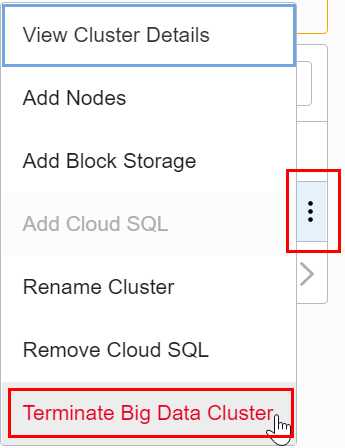 View Cluster Details
Add Nodes
Add Block Storage
Add Cloud SQL
Rename Cluster
Remove Cloud SQL
Terminate Big Data Cluster